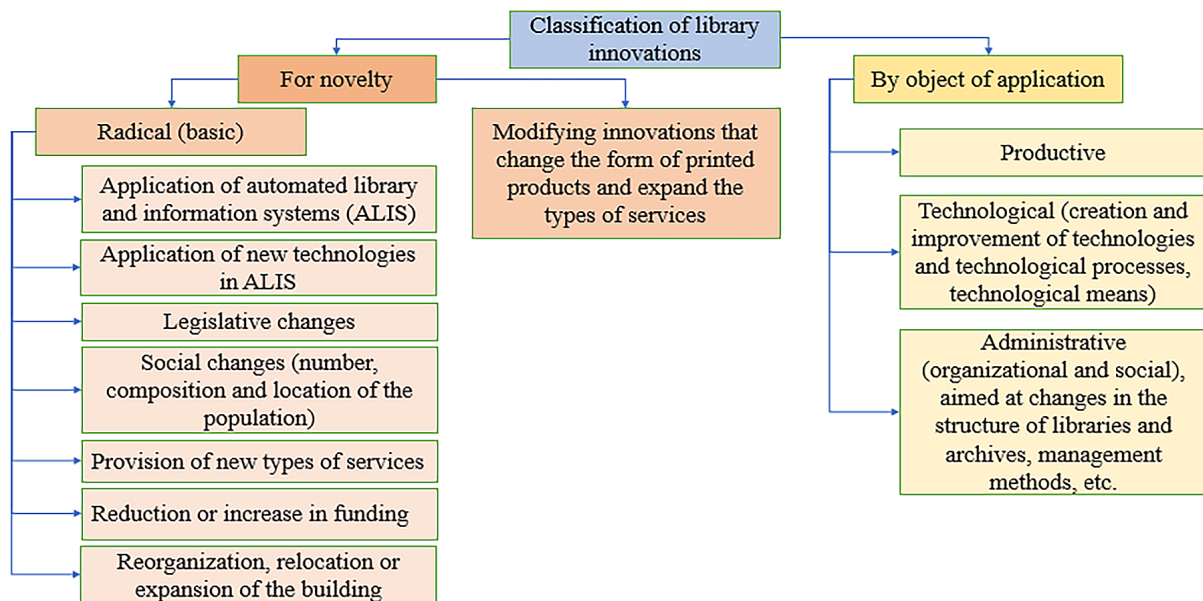 Classification of library
innovations
For novelty
By object of application
Radical (basic)
Modifying innovations that
change the form of printed
products and expand the
types of services
Application of automated library
and information systems (ALIS)
Application of new technologies
in ALIS
Legislative changes
Social changes (number,
composition and location of the
population)
Provision of new types of services
Reduction or increase in funding
Reorganization, relocation or
expansion of the building
Productive
Technological (creation and
improvement of technologies
and technological processes,
technological means)
Administrative
(organizational and social),
aimed at changes in the
structure of libraries and
archives, management
methods, etc.